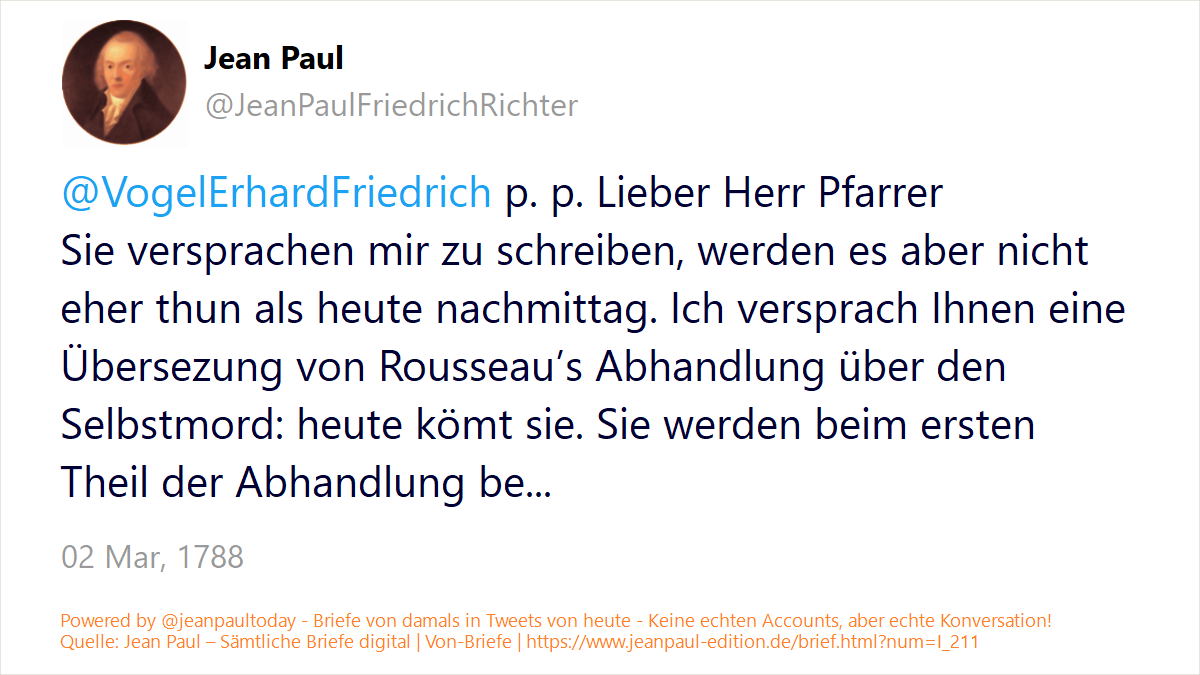 Jean Paul
@JeanPaulFriedrichRichter
@VogelErhardFriedrich p. p. Lieber Herr Pfarrer
Sie versprachen mir zu schreiben, werden es aber nicht
eher thun als heute nachmittag. Ich versprach Ihnen eine
Übersezung von Rousseau’s Abhandlung über den
Selbstmord: heute kömt sie. Sie werden beim ersten
Theil der Abhandlung be...
02 Mar, 1788
Powered by @jeanpaultoday - Briefe von damals in Tweets von heute - Keine echten Accounts, aber echte Konversation!
Quelle: Jean Paul – Sämtliche Briefe digital | Von-Briefe | https://www.jeanpaul-edition.de/brief.html?num=I_211